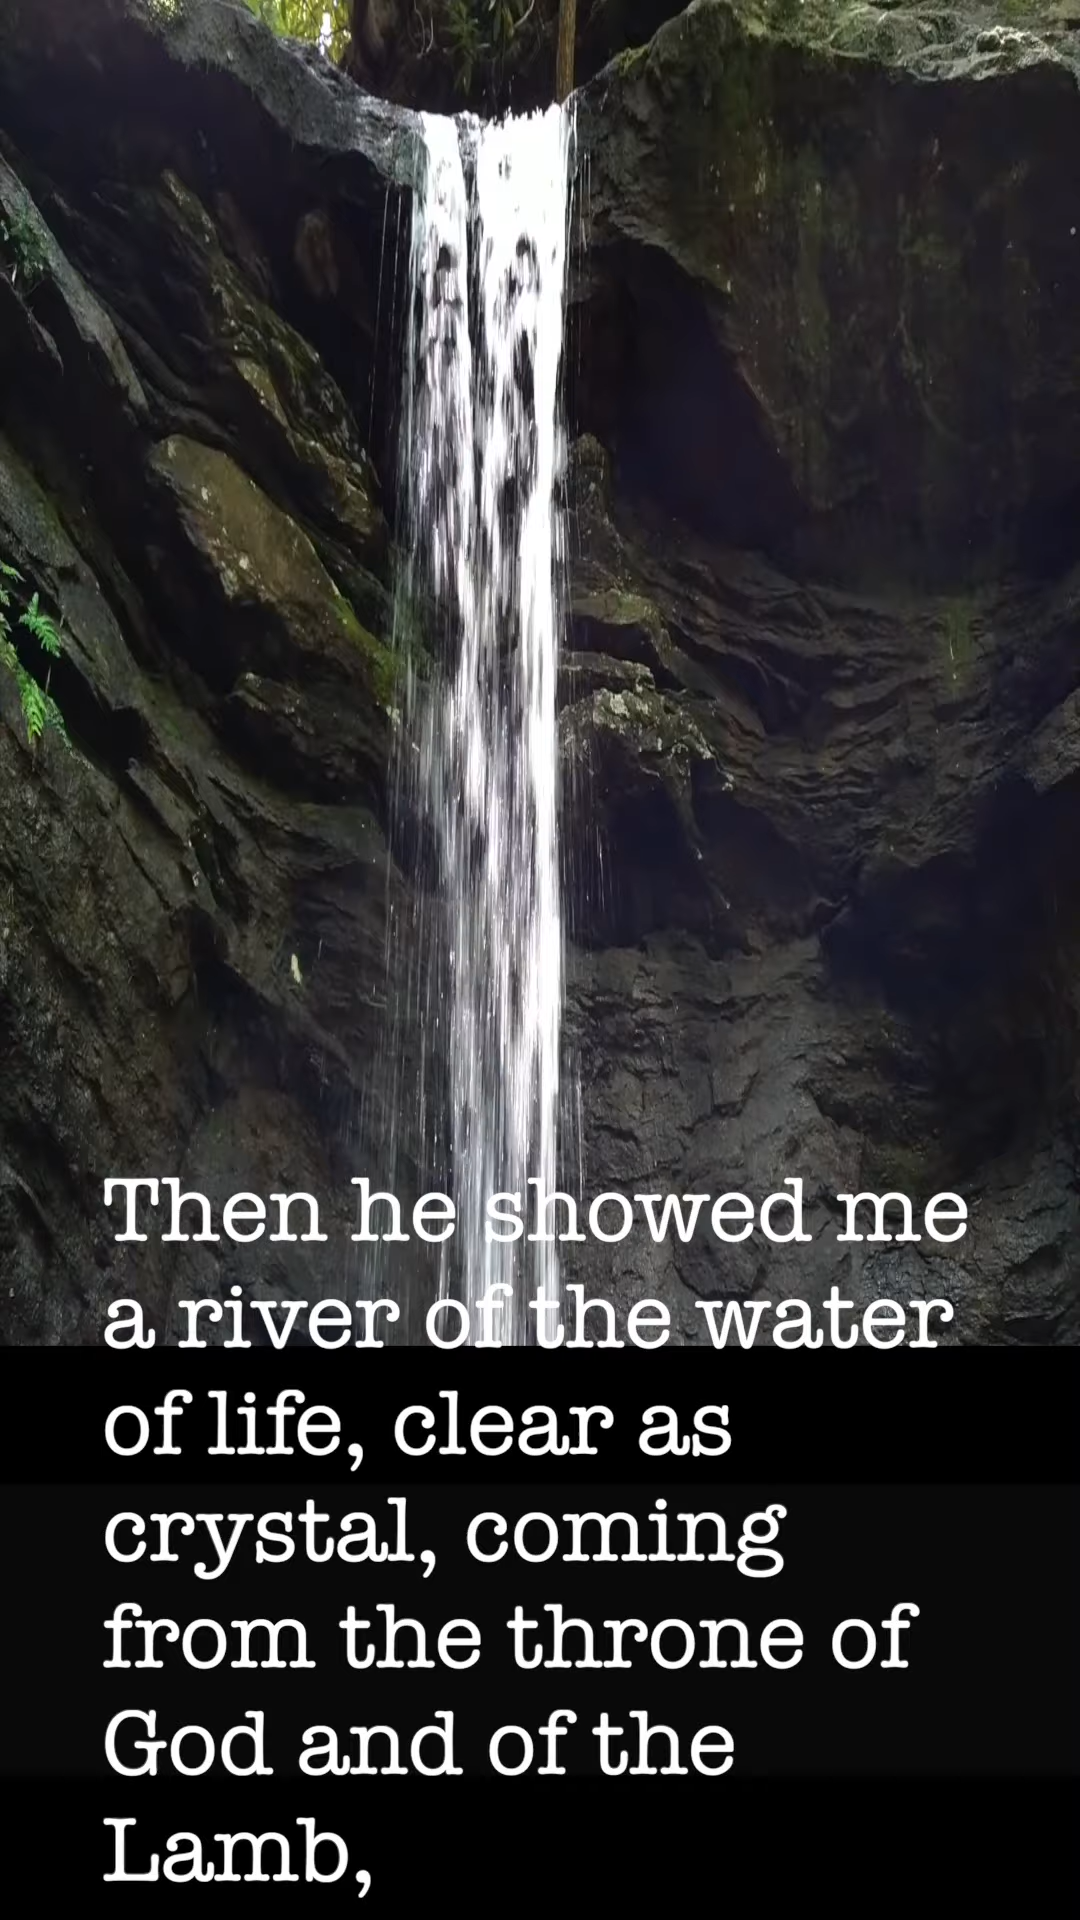 Then he showed me
a river of the water
of life, clear as
crystal, coming
from the throne of
God and of the
Lamb,